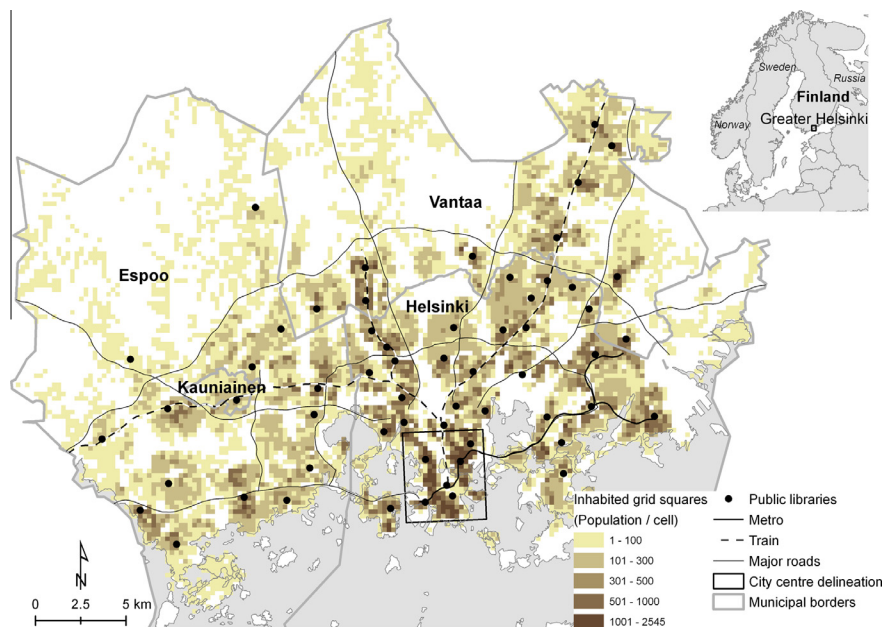 Sweden
Russia
Finland
Norway
Greater Helsinki
Vantaa
Espoo
Helsinki
Kauniainen
Inhabited grid squares
(Population / cell)
1 - 100
101 - 300
301 - 500
501 - 1000
1001 - 2545
Public libraries
Metro
Train
Major roads
City centre delineation
Municipal borders
N
0 2.5 5 km